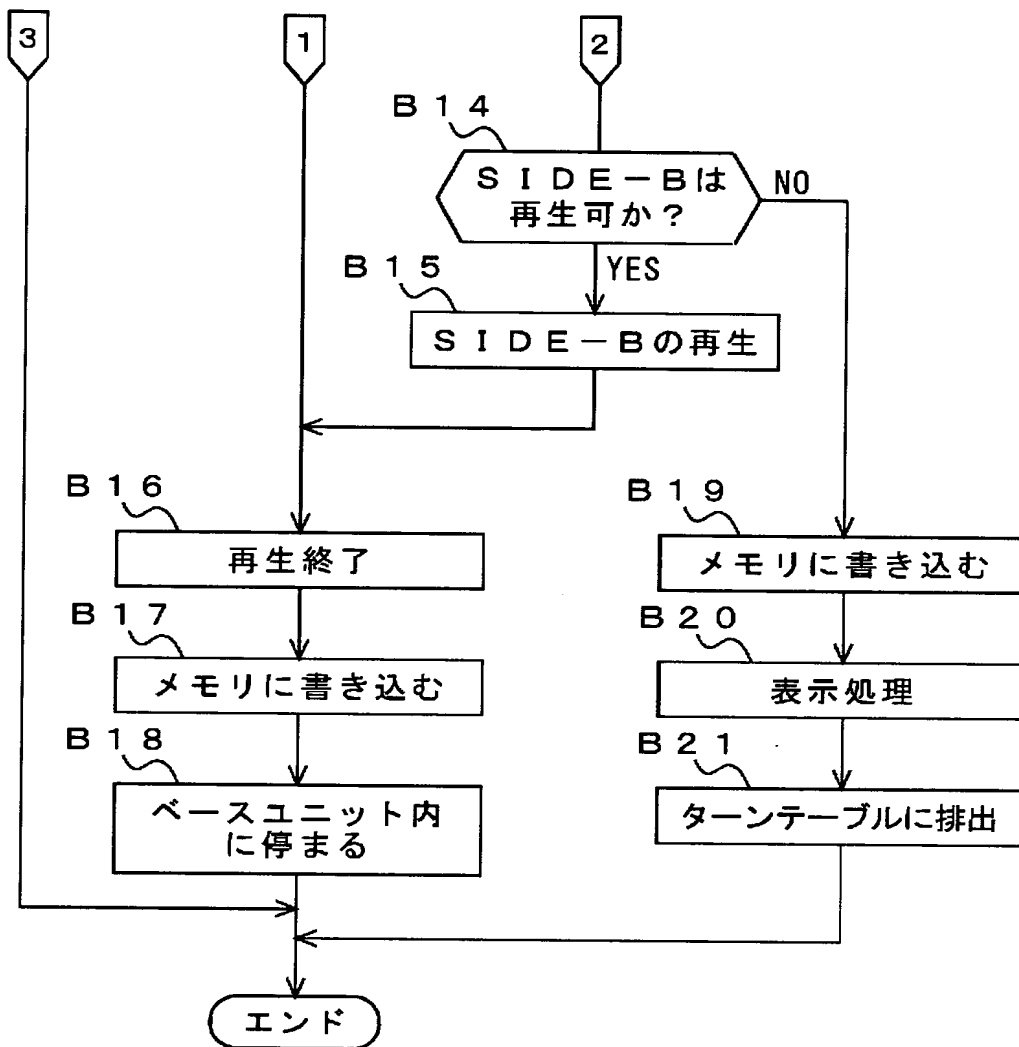 3
1
2
B14
SIDE-Bは
再生可か?
NO
YES
B15
SIDE-Bの再生
B16
再生終了
B17
メモリに書き込む
B18
ベースユニット内
に停まる
B19
メモリに書き込む
B20
表示処理
B21
ターンテーブルに排出
エンド